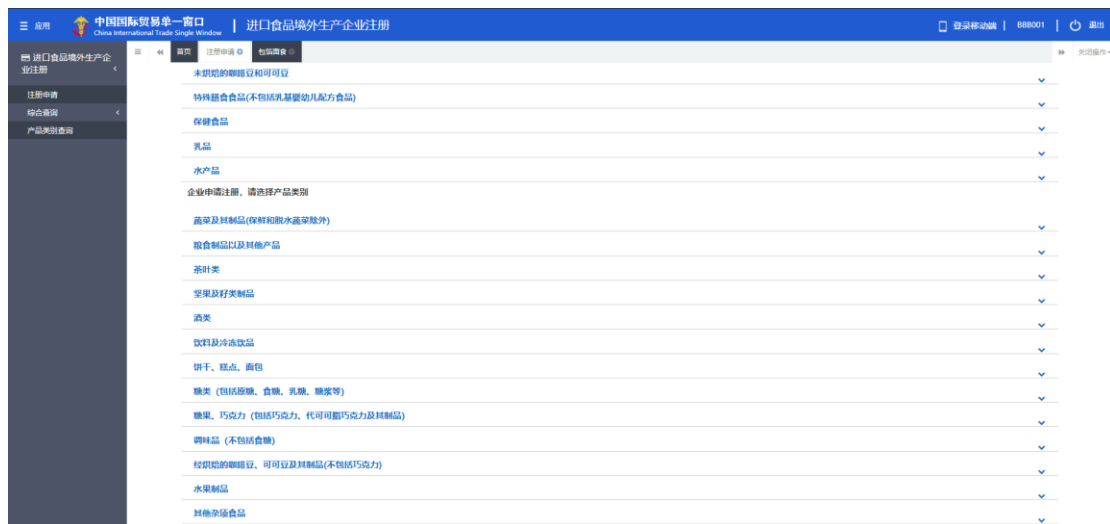 应用
中国国际贸易单一窗口
China International Trade Single Window
进口食品境外生产企业注册
登录移动端 | BBB001 | 退出
进口食品境外生产企
业注册
注册申请
综合查询
产品类别查询
首页 注册申请 包馅面食
关闭操作
未烘焙的咖啡豆和可可豆
特殊膳食食品(不包括乳基婴幼儿配方食品)
保健食品
乳品
水产品
企业申请注册，请选择产品类别
蔬菜及其制品(保鲜和脱水蔬菜除外)
粮食制品以及其他产品
茶叶类
坚果及籽类制品
酒类
饮料及冷冻饮品
饼干、糕点、面包
糖类（包括原糖、食糖、乳糖、糖浆等）
糖果、巧克力（包括巧克力、代可可脂巧克力及其制品）
调味品（不包括食糖）
经烘焙的咖啡豆、可可豆及其制品(不包括巧克力)
水果制品
其他杂项食品